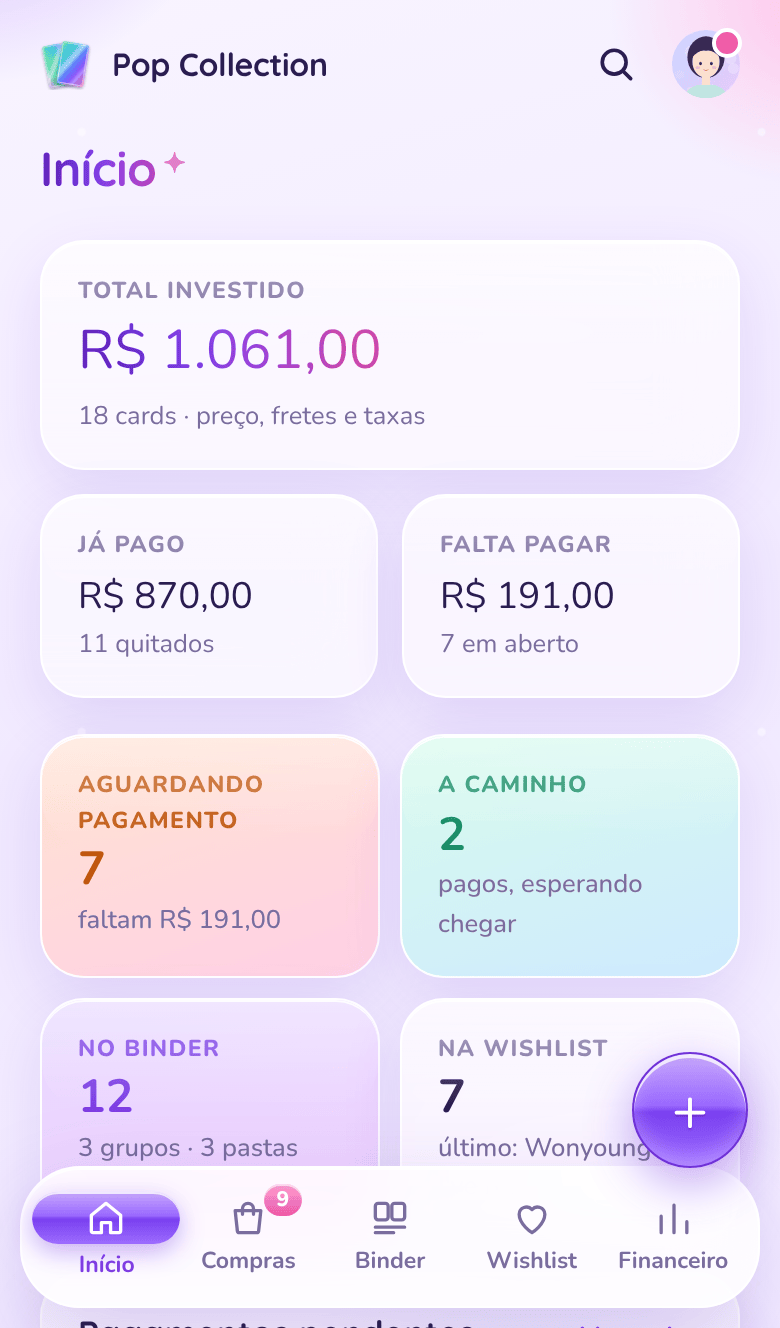 Pop Collection
Início
TOTAL INVESTIDO
R$ 1.061,00
18 cards · preço, fretes e taxas
JÁ PAGO
R$ 870,00
11 quitados
FALTA PAGAR
R$ 191,00
7 em aberto
AGUARDANDO
PAGAMENTO
7
faltam R$ 191,00
A CAMINHO
2
pagos, esperando
chegar
NO BINDER
12
3 grupos · 3 pastas
NA WISHLIST
7
último: Wonyoung
Início
9
Compras
Binder
Wishlist
Financeiro
Pagamentos pendentes